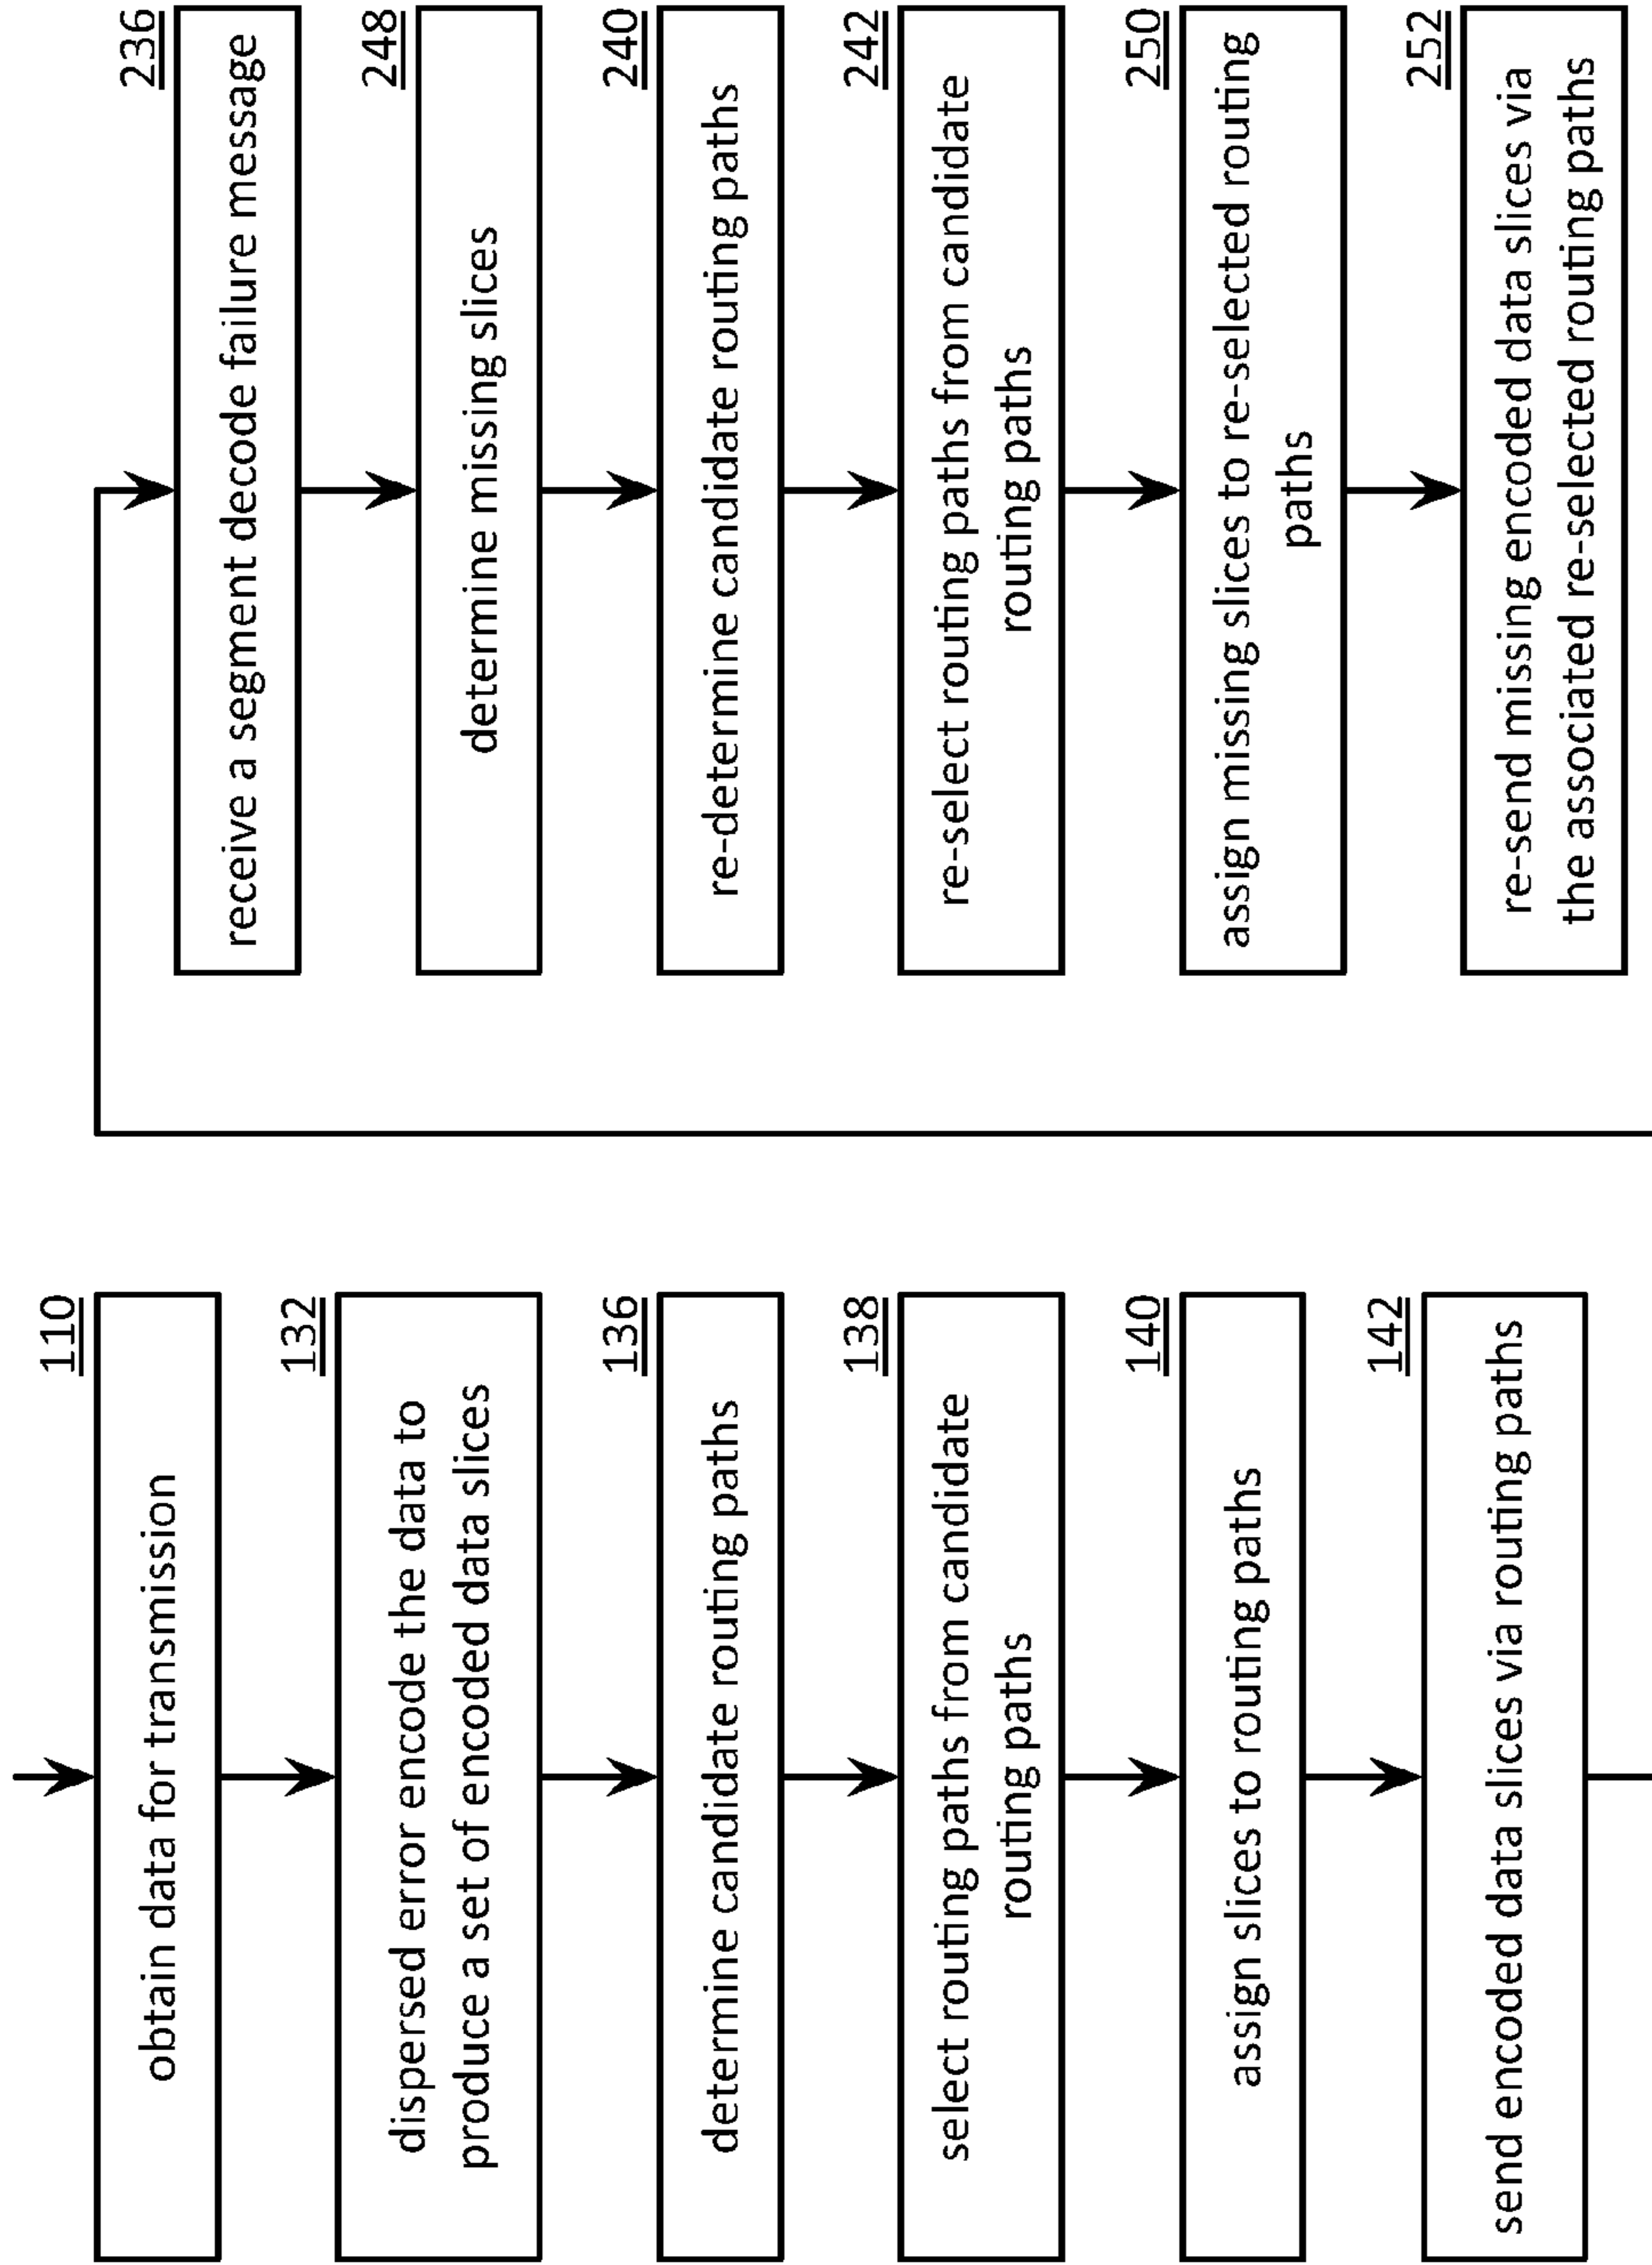 110
obtain data for transmission
132
dispersed error encode the data to
produce a set of encoded data slices
136
determine candidate routing paths
138
select routing paths from candidate
routing paths
140
assign slices to routing paths
142
send encoded data slices via routing paths
236
receive a segment decode failure message
248
determine missing slices
240
re-determine candidate routing paths
242
re-select routing paths from candidate
routing paths
250
assign missing slices to re-selected routing
paths
252
re-send missing encoded data slices via
the associated re-selected routing paths